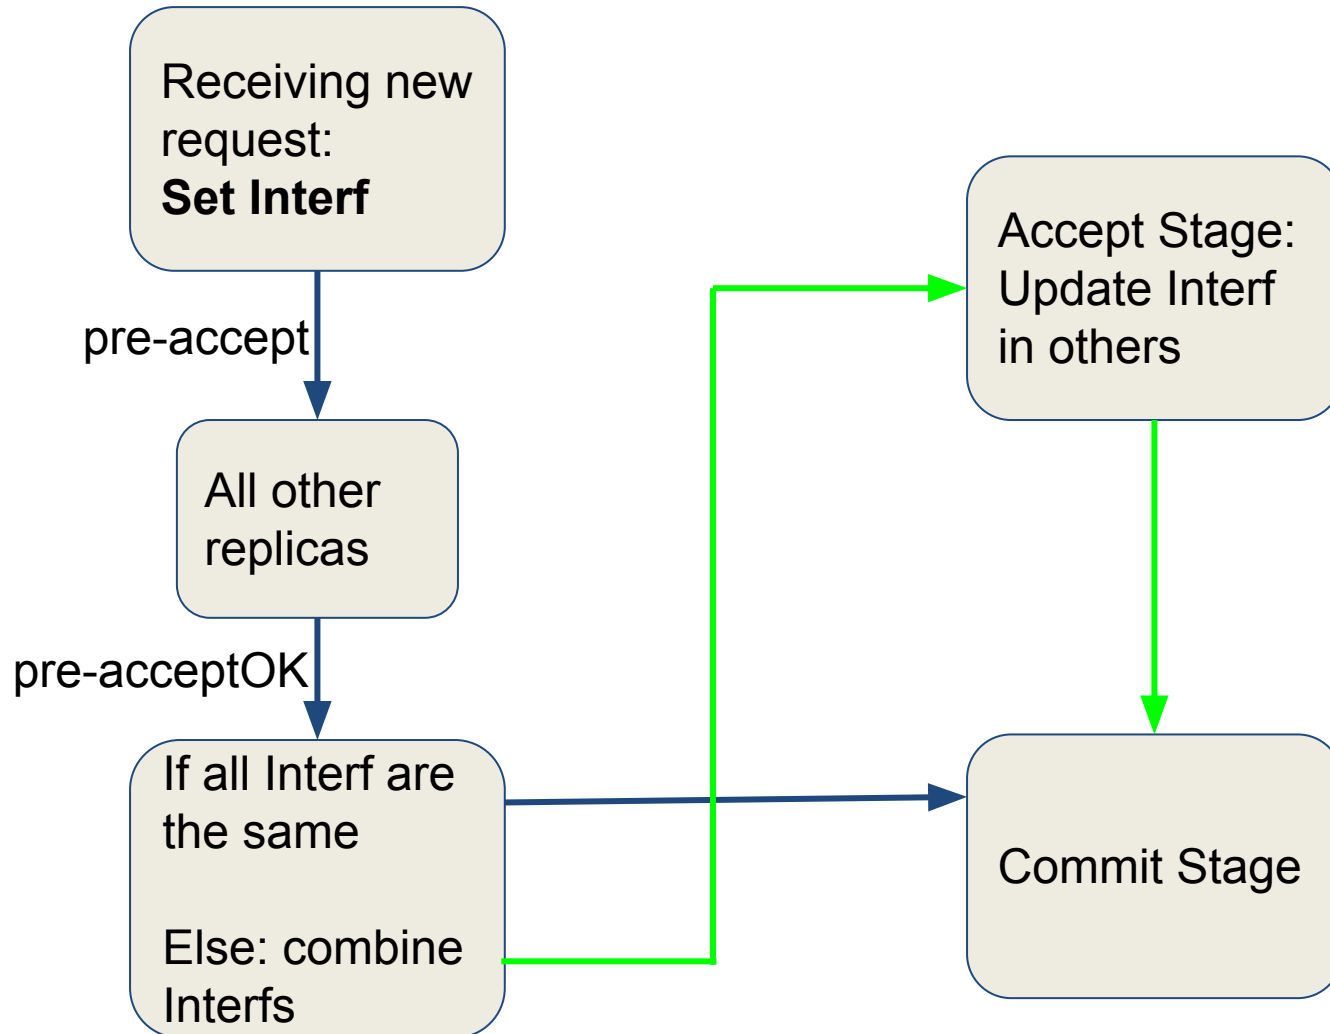 Receiving new
request:
Set Interf
pre-accept
All other
replicas
pre-acceptOK
If all Interf are
the same
Else: combine
Interfs
Accept Stage:
Update Interf
in others
Commit Stage